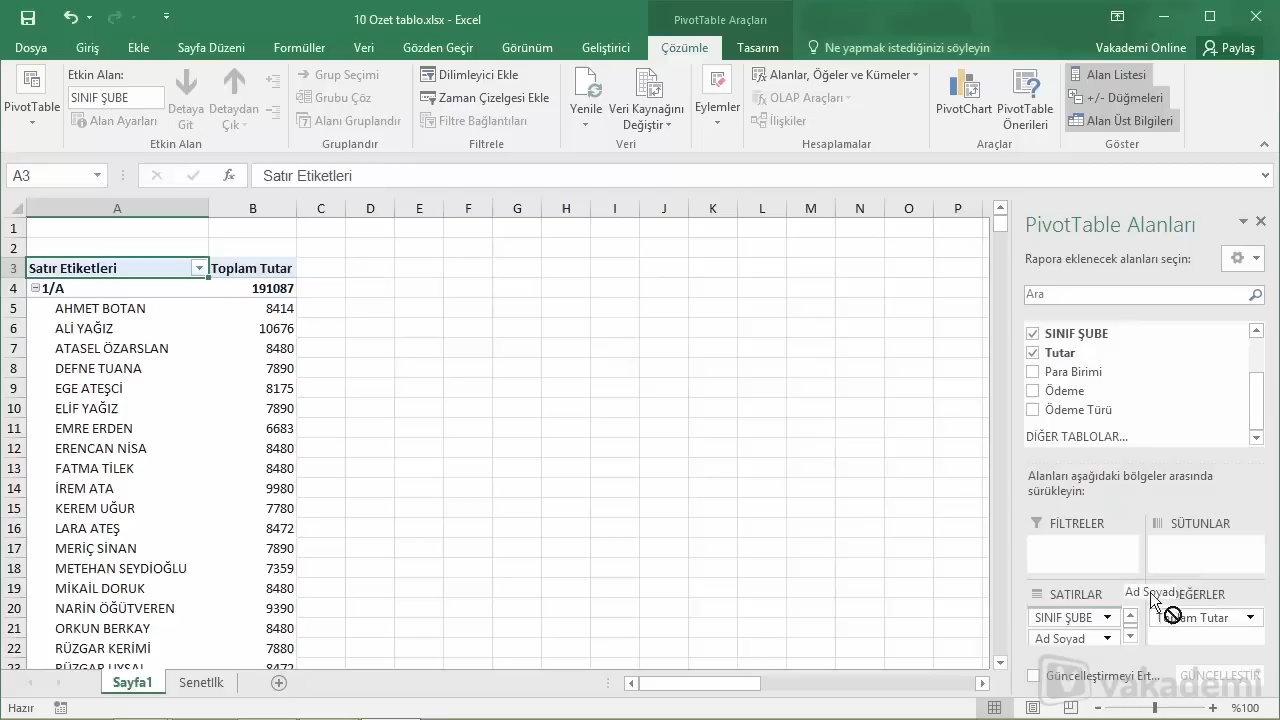 10 Ozet tablo.xlsx - Excel
PivotTable Araçları
Dosya Giriş Ekle Sayfa Düzeni Formüller Veri Gözden Geçir Görünüm Geliştirici Çözümle Tasarım Ne yapmak istediğinizi söyleyin Vakademi Online Paylaş
PivotTable
Etkin Alan:
SINIF ŞUBE
Alan Ayarları
Detaya Git
Detaydan Çık
Etkin Alan
Grup Seçimi
Grubu Çöz
Alanı Gruplandır
Gruplandır
Dilimleyici Ekle
Zaman Çizelgesi Ekle
Filtre Bağlantıları
Filtrele
Yenile
Veri Kaynağını Değiştir
Veri
Eylemler
Alanlar, Öğeler ve Kümeler
OLAP Araçları
İlişkiler
Hesaplamalar
PivotChart
PivotTable Önerileri
Araçlar
Alan Listesi
+/- Düğmeleri
Alan Üst Bilgileri
Göster
A3 fx Satır Etiketleri
A B C D E F G H I J K L M N O P
1
2
3 Satır Etiketleri Toplam Tutar
4 1/A 191087
5 AHMET BOTAN 8414
6 ALİ YAĞIZ 10676
7 ATASEL ÖZARSLAN 8480
8 DEFNE TUANA 7890
9 EGE ATEŞCİ 8175
10 ELİF YAĞIZ 7890
11 EMRE ERDEN 6683
12 ERENCAN NİSA 8480
13 FATMA TİLEK 8480
14 İREM ATA 9980
15 KEREM UĞUR 7780
16 LARA ATEŞ 8472
17 MERİÇ SİNAN 7890
18 METEHAN SEYDİOĞLU 7359
19 MİKAİL DORUK 8480
20 NARİN ÖĞÜTVEREN 9390
21 ORKUN BERKAY 8480
22 RÜZGAR KERİMİ 7880
23 RÜZGAR UYSAL 8472
PivotTable Alanları
Rapora eklenecek alanları seçin:
Ara
SINIF ŞUBE
Tutar
Para Birimi
Ödeme
Ödeme Türü
DİĞER TABLOLAR...
Alanları aşağıdaki bölgeler arasında
sürükleyin:
FİLTRELER SÜTUNLAR
SATIRLAR Ad Soyad DEĞERLER
SINIF ŞUBE Tutar
Ad Soyad
Güncelleştirmeyi Ert... GÜNCELLEŞTİR
vakademi
Sayfa1 Senetlik
Hazır %100